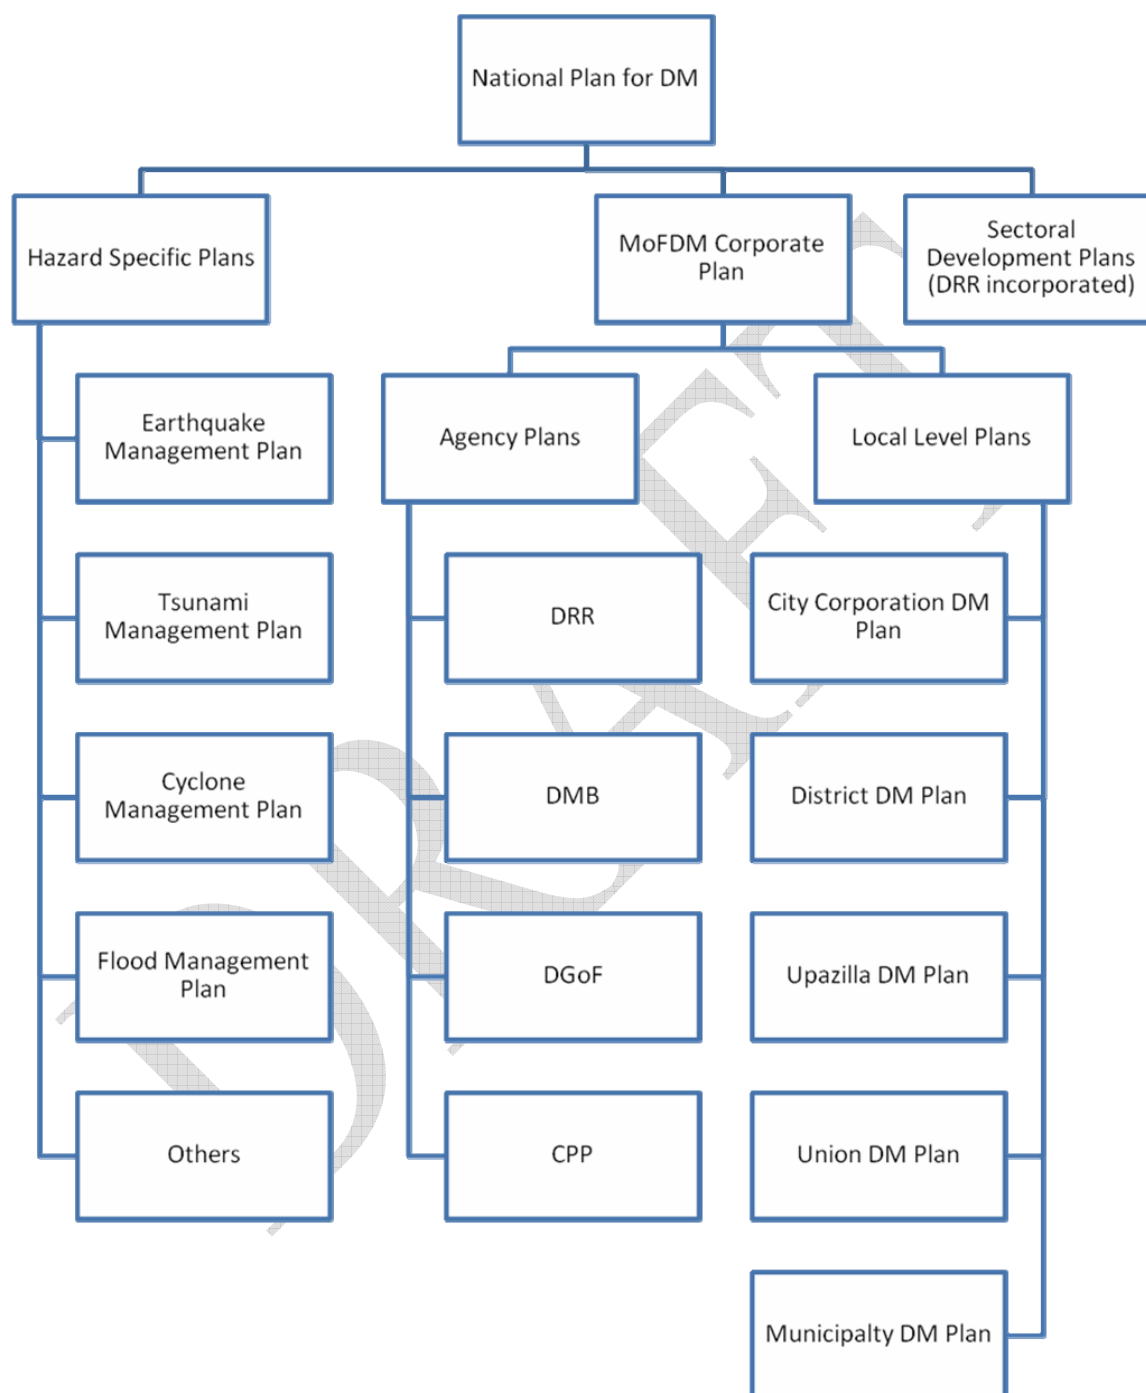 National Plan for DM
Hazard Specific Plans
MoFDM Corporate
Plan
Sectoral
Development Plans
(DRR incorporated)
Earthquake
Management Plan
Tsunami
Management Plan
Cyclone
Management Plan
Flood Management
Plan
Others
Agency Plans
DRR
DMB
DGoF
CPP
Local Level Plans
City Corporation DM
Plan
District DM Plan
Upazilla DM Plan
Union DM Plan
Municipalty DM Plan
DRAFT